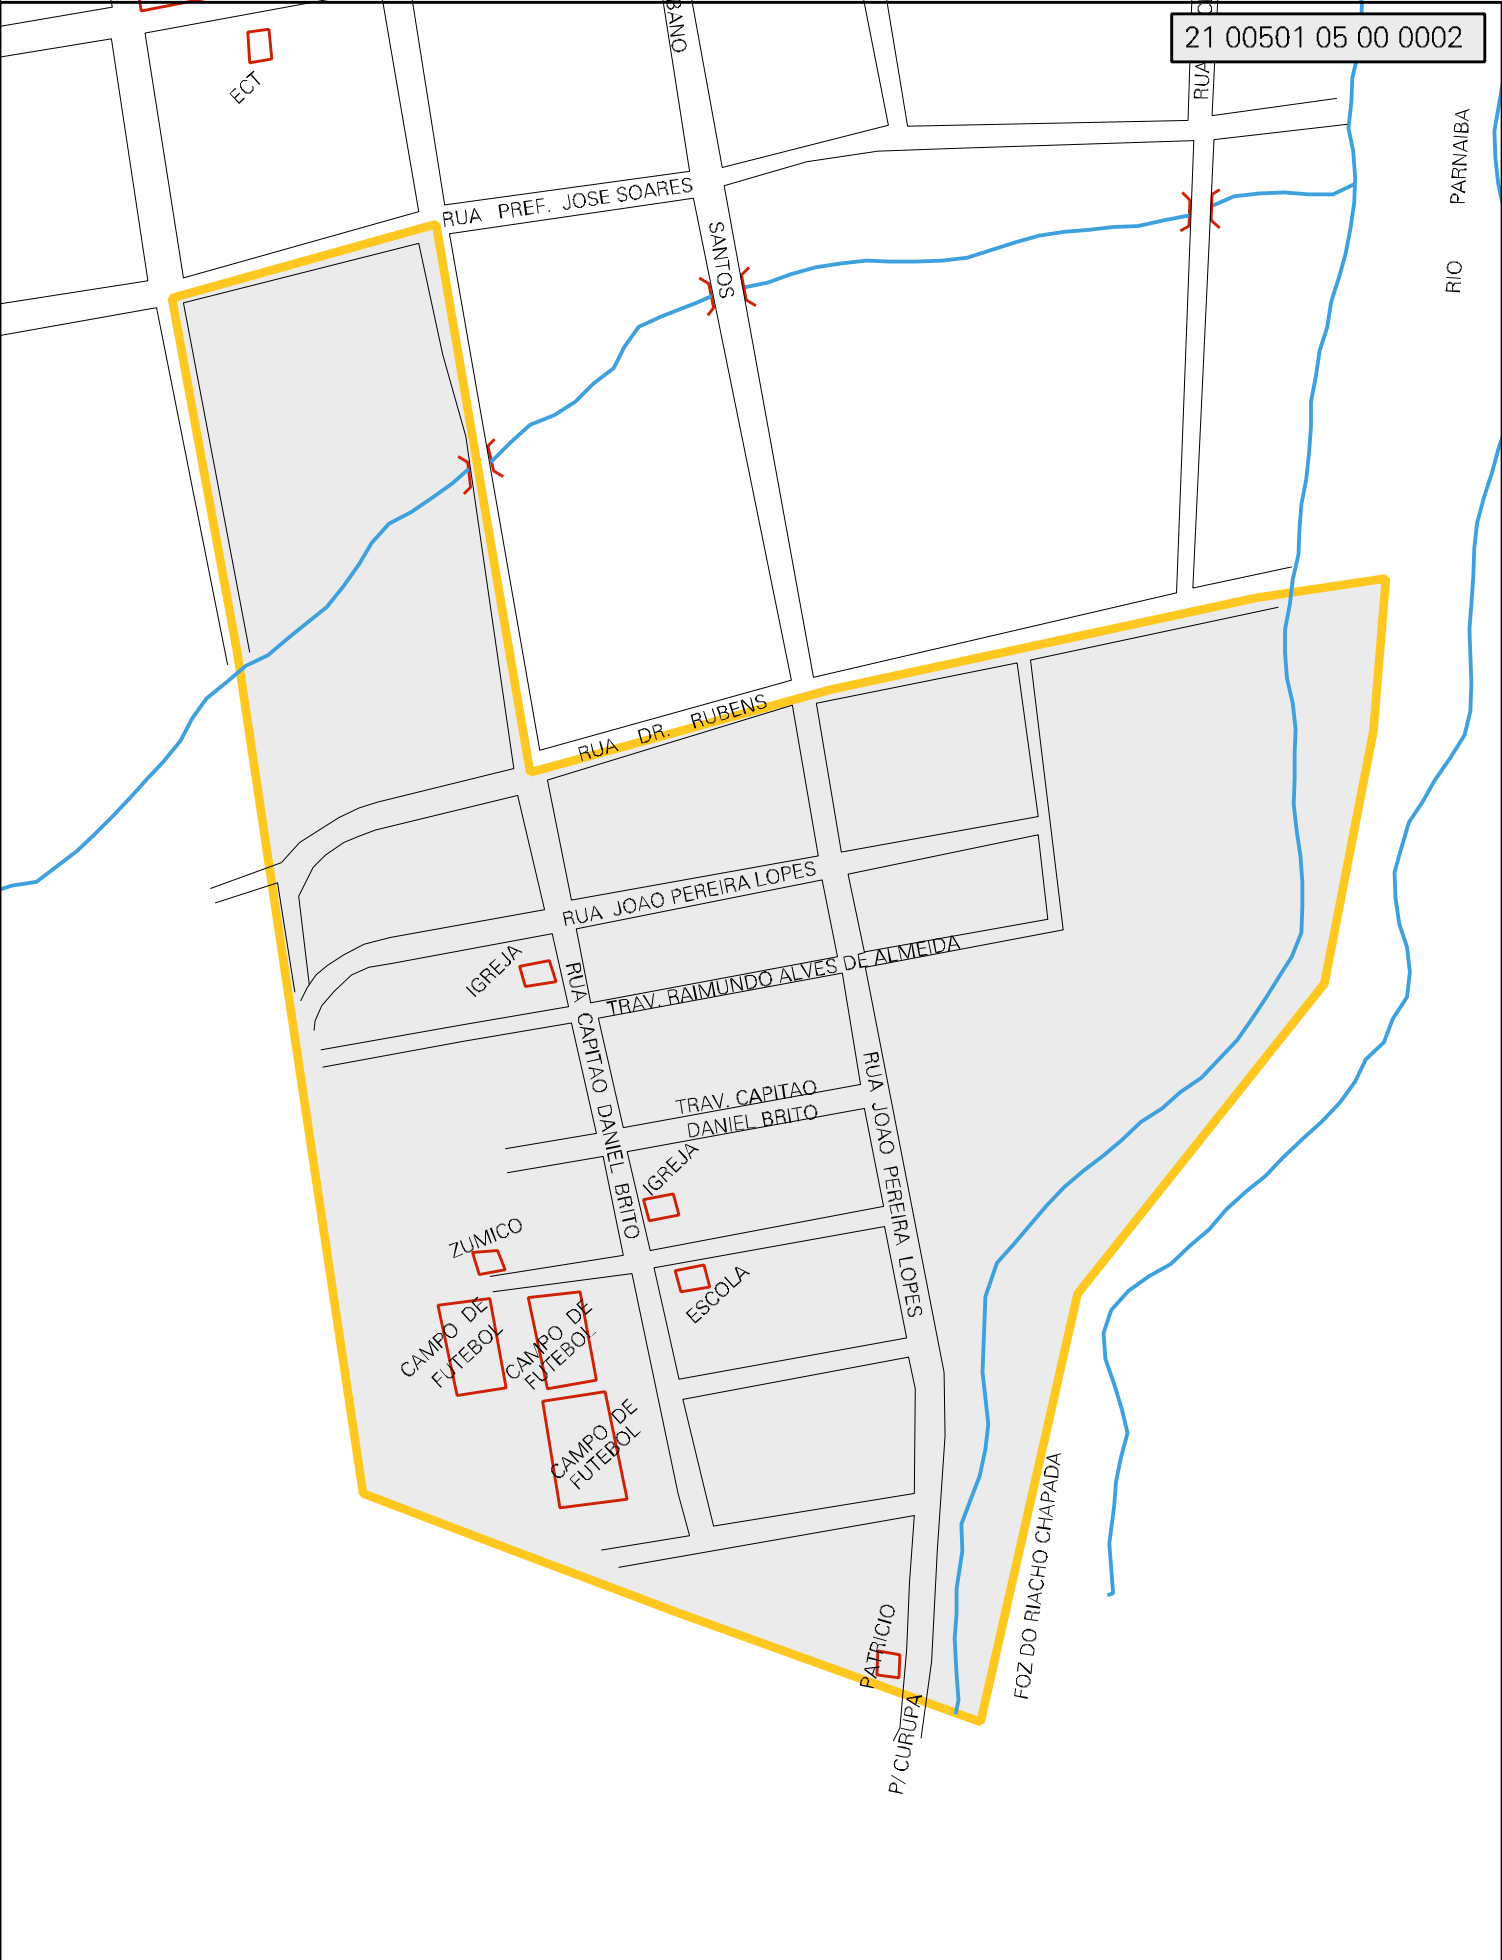 BANO
21 00501 05 00 0002
ECT
RUA
RIO PARNAIBA
RUA PREF. JOSE SOARES
SANTOS
RUA DR. RUBENS
RUA JOAO PEREIRA LOPES
IGREJA
TRAV. RAIMUNDO ALVES DE ALMEIDA
RUA CAPITAO DANIEL BRITO
RUA JOAO PEREIRA LOPES
TRAV. CAPITAO
DANIEL BRITO
IGREJA
ZUMICO
ESCOLA
CAMPO DE
FUTEBOL
CAMPO DE
FUTEBOL
CAMPO DE
FUTEBOL
FOZ DO RIACHO CHAPADA
PATRICIO
P/ CURUPA